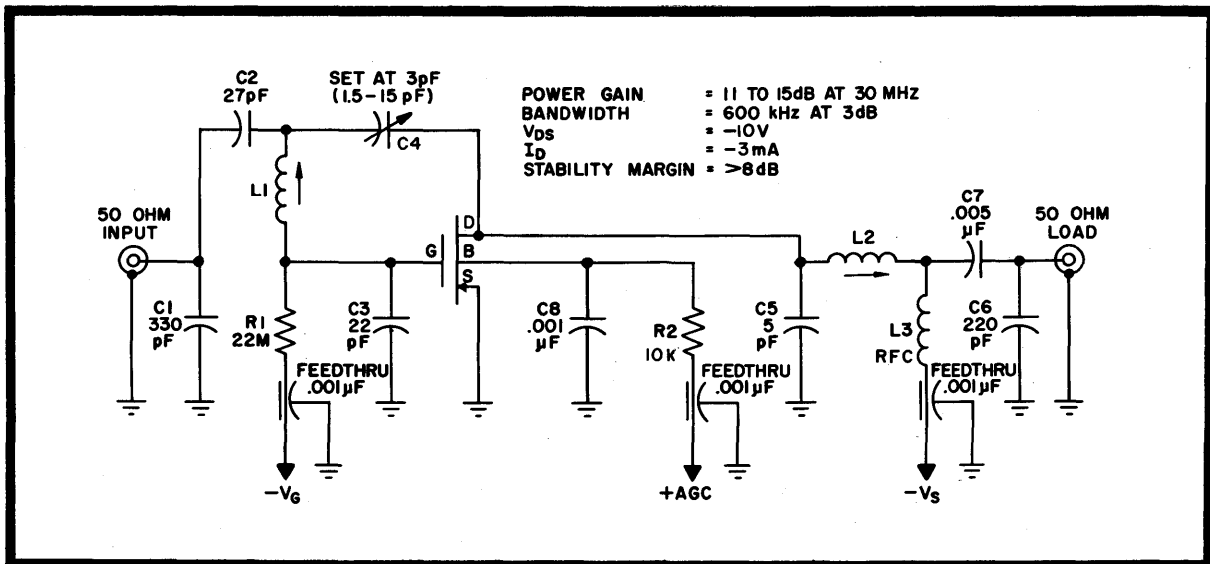 C2
27pF
SET AT 3pF
(1.5-15 pF)
C4
POWER GAIN = 11 TO 15dB AT 30 MHz
BANDWIDTH = 600 kHz AT 3dB
VDS = -10V
ID = -3mA
STABILITY MARGIN = >8dB
L1
50 OHM
INPUT
C1
330
pF
R1
22M
C3
22
pF
G
D
B
S
C8
.001
µF
R2
10K
C5
5
pF
L2
C7
.005
µF
50 OHM
LOAD
L3
RFC
C6
220
pF
FEEDTHRU
.001µF
FEEDTHRU
.001µF
FEEDTHRU
.001µF
-VG
+AGC
-VS